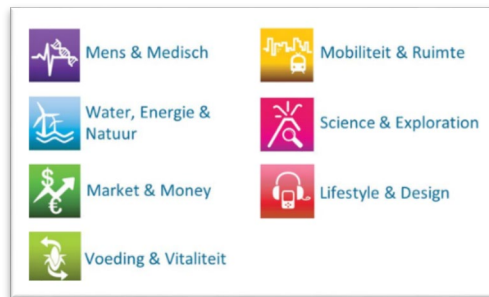 Mens & Medisch
Water, Energie &
Natuur
Market & Money
Voeding & Vitaliteit
Mobiliteit & Ruimte
Science & Exploration
Lifestyle & Design
$
€